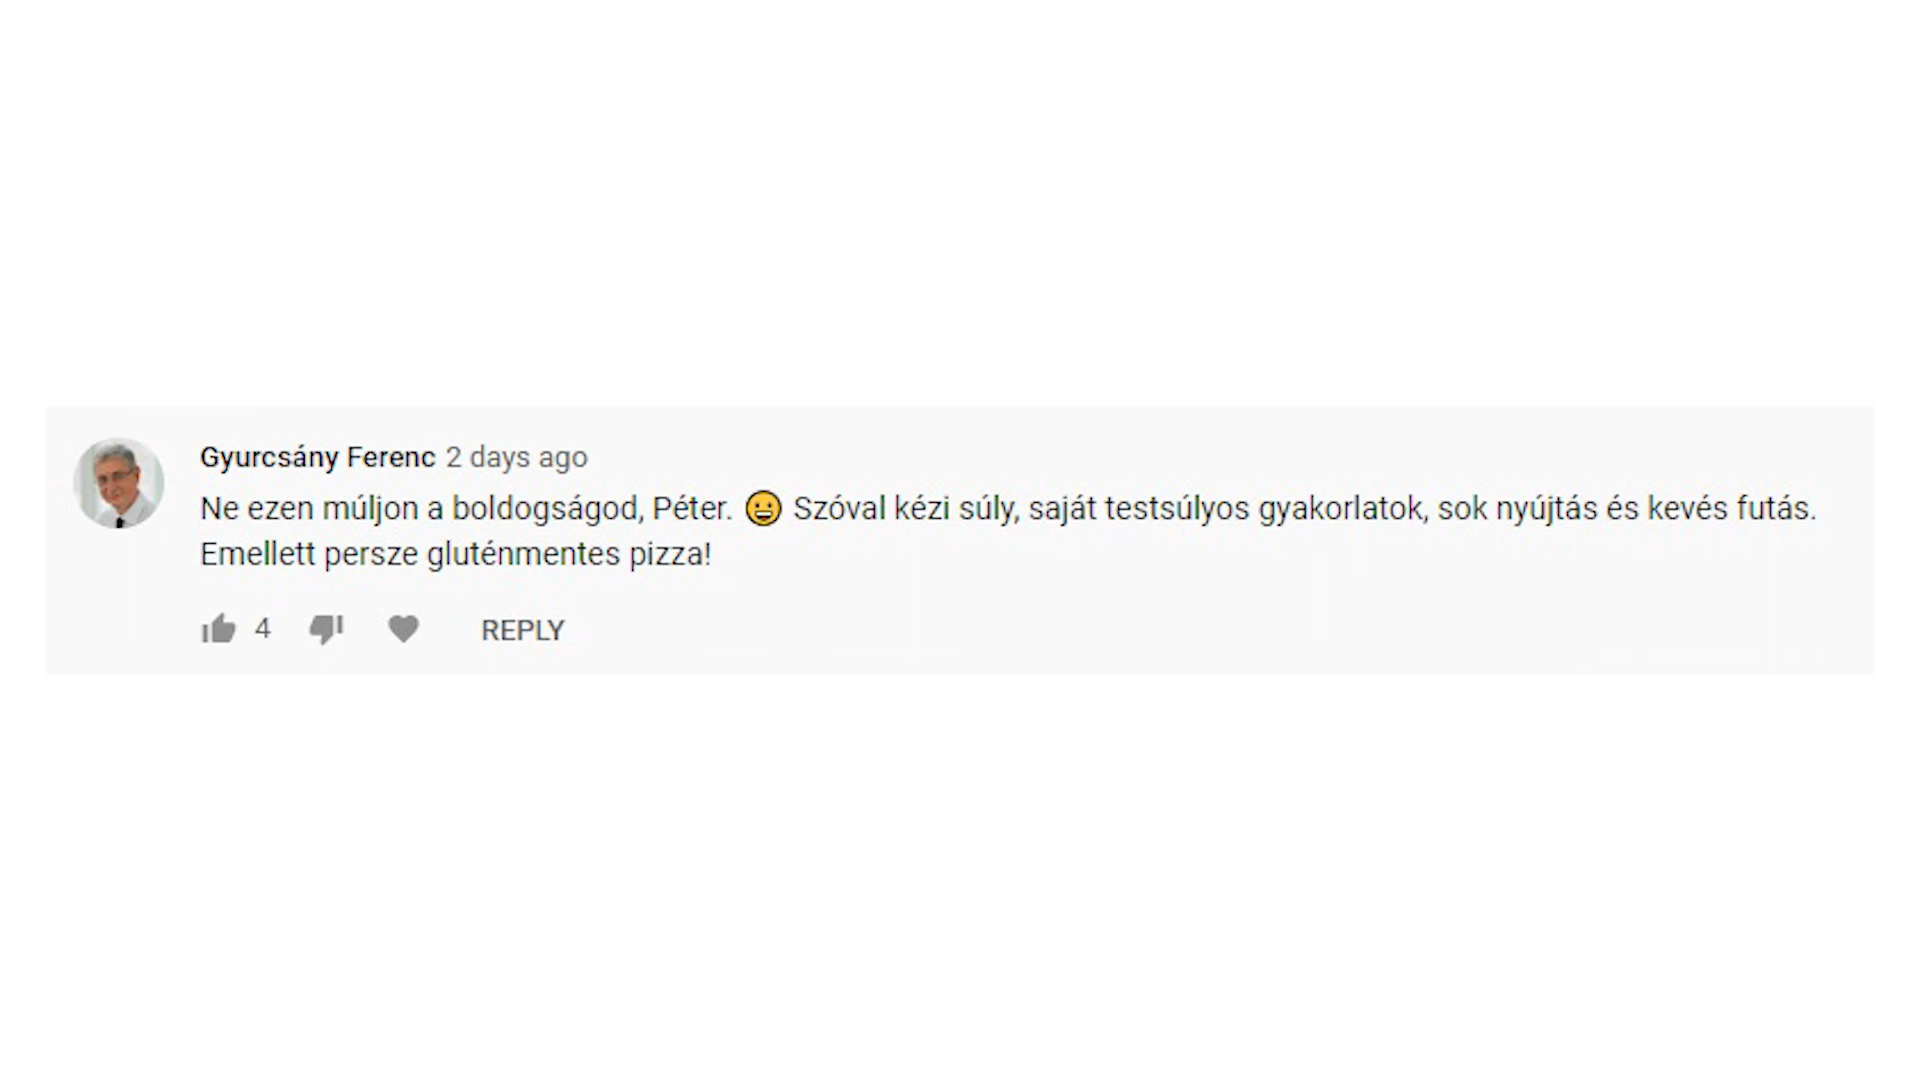 Gyurcsány Ferenc 2 days ago
Ne ezen múljon a boldogságod, Péter. 😀 Szóval kézi súly, saját testsúlyos gyakorlatok, sok nyújtás és kevés futás.
Emellett persze gluténmentes pizza!
4 REPLY